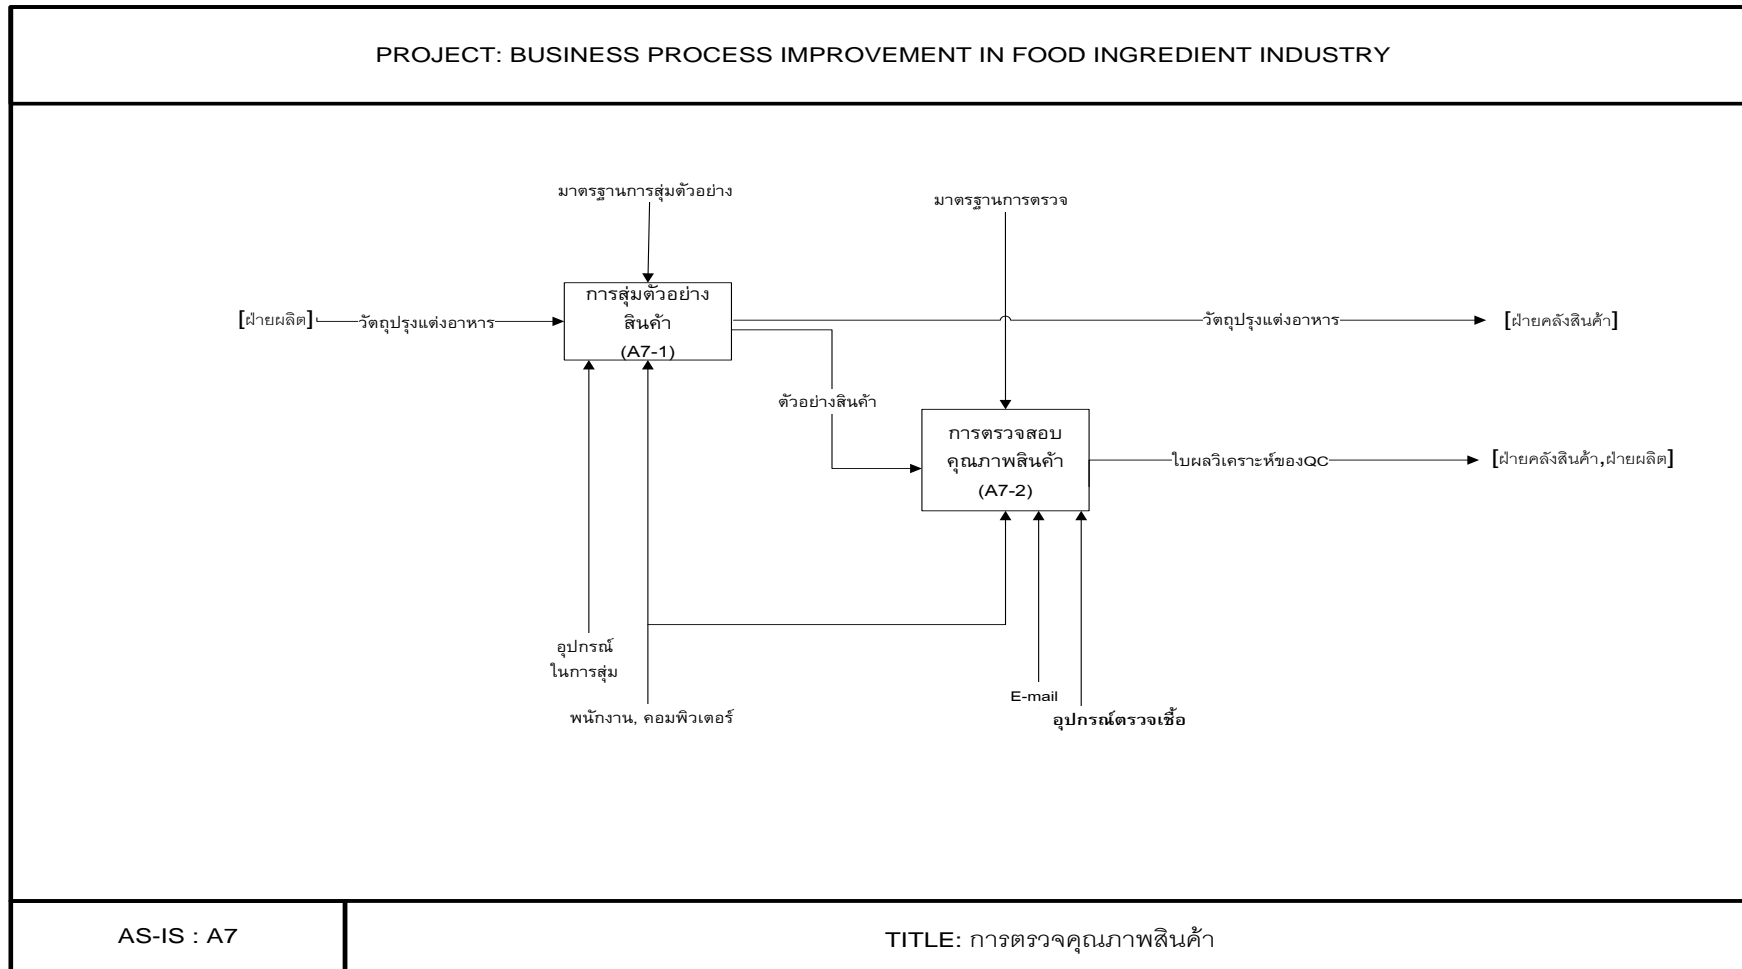 PROJECT: BUSINESS PROCESS IMPROVEMENT IN FOOD INGREDIENT INDUSTRY
มาตรฐานการสุ่มตัวอย่าง
มาตรฐานการตรวจ
การสุ่มตัวอย่าง
สินค้า
(A7-1)
[ฝ่ายผลิต]
วัตถุปรุงแต่งอาหาร
วัตถุปรุงแต่งอาหาร
[ฝ่ายคลังสินค้า]
ตัวอย่างสินค้า
การตรวจสอบ
คุณภาพสินค้า
(A7-2)
ใบผลวิเคราะห์ของQC
[ฝ่ายคลังสินค้า,ฝ่ายผลิต]
อุปกรณ์
ในการสุ่ม
พนักงาน, คอมพิวเตอร์
E-mail
อุปกรณ์ตรวจเชื้อ
AS-IS : A7
TITLE: การตรวจคุณภาพสินค้า